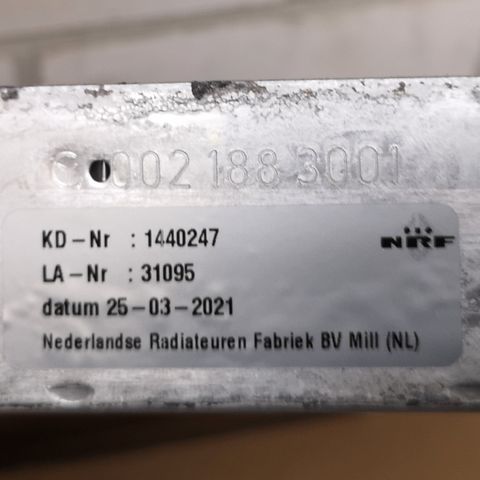 002 188 3001
KD-Nr : 1440247
NRF
LA-Nr : 31095
datum 25-03-2021
Nederlandse Radiateuren Fabriek BV Mill (NL)